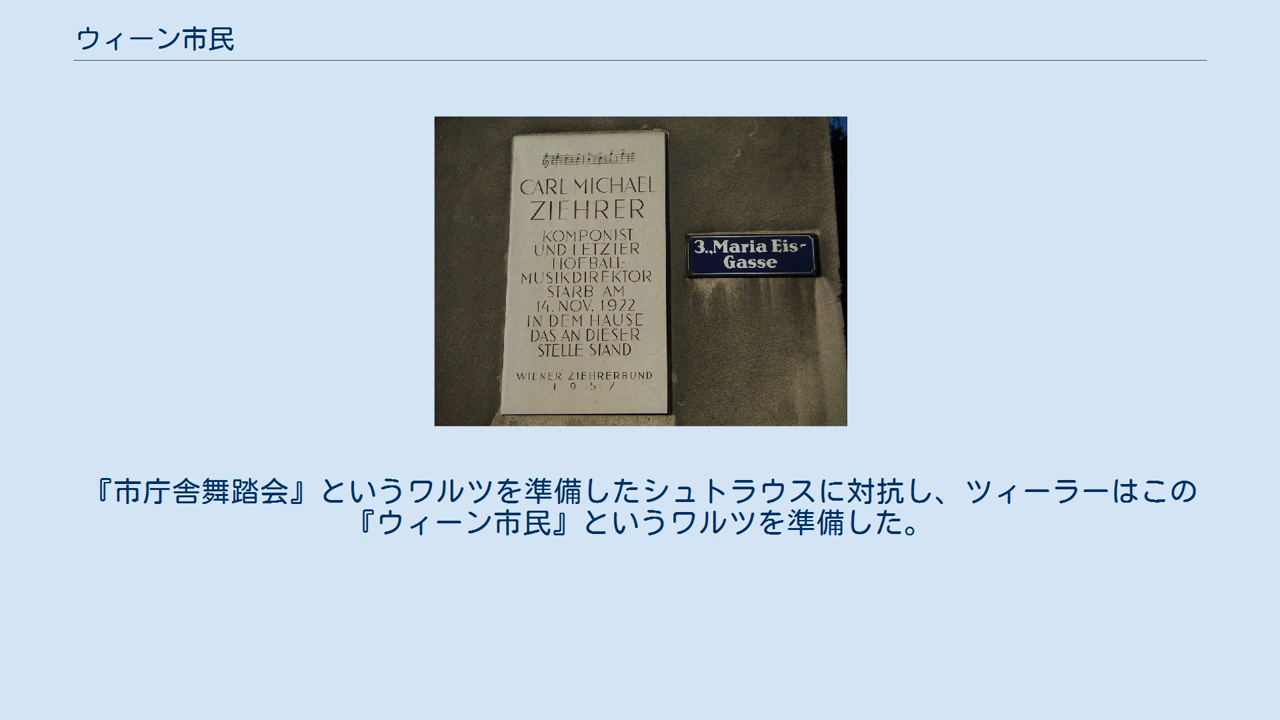 ウィーン市民
CARL MICHAEL
ZIEHRER
KOMPONIST
UND LETZTER
HOFBALL-
MUSIKDIREKTOR
STARB AM
14. NOV. 1922
IN DEM HAUSE
DAS AN DIESER
STELLE STAND
WIENER ZIEHRERBUND
1957
3., Maria Eis-
Gasse
『市庁舎舞踏会』というワルツを準備したシュトラウスに対抗し、ツィーラーはこの
『ウィーン市民』というワルツを準備した。